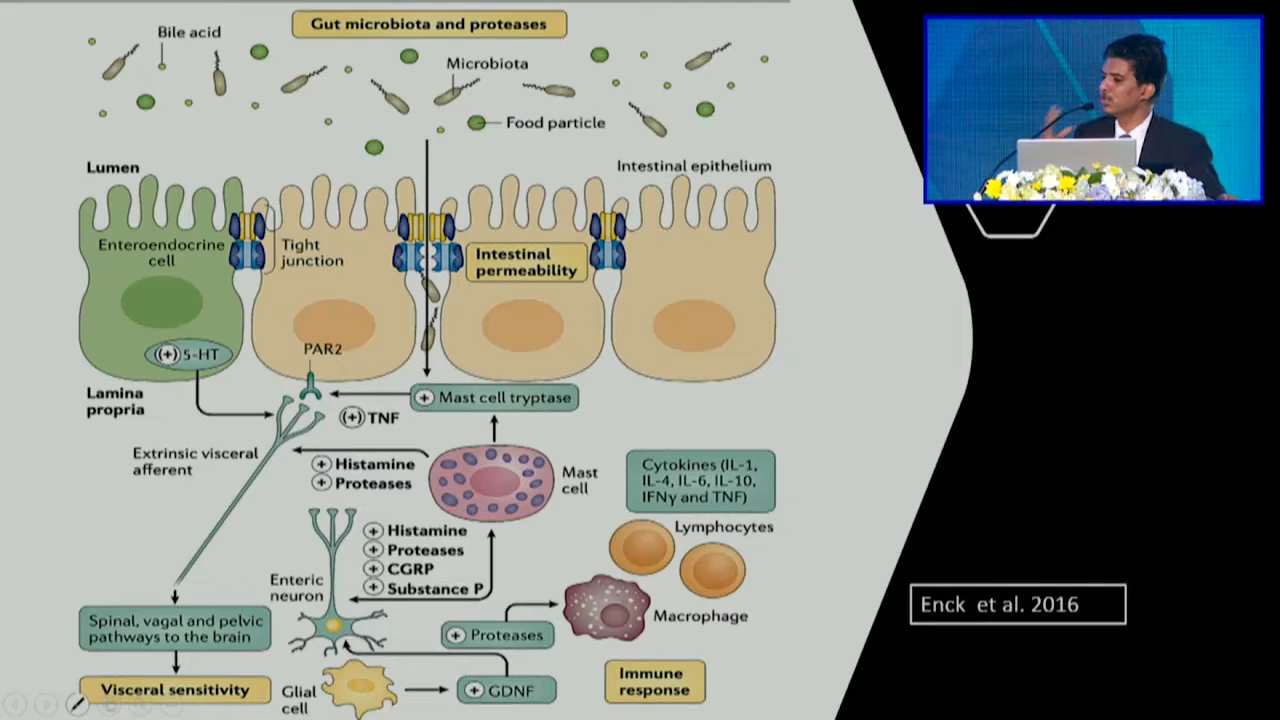 Gut microbiota and proteases
Bile acid
Microbiota
Food particle
Lumen
Intestinal epithelium
Enteroendocrine
cell
Tight
junction
Intestinal
permeability
(+) 5-HT
PAR2
Lamina
propria
+ Mast cell tryptase
(+) TNF
Extrinsic visceral
afferent
+ Histamine
+ Proteases
Mast
cell
Cytokines (IL-1,
IL-4, IL-6, IL-10,
IFNγ and TNF)
Lymphocytes
+ Histamine
+ Proteases
+ CGRP
+ Substance P
Enteric
neuron
Enck et al. 2016
Spinal, vagal and pelvic
pathways to the brain
+ Proteases
Macrophage
Visceral sensitivity
Glial
cell
+ GDNF
Immune
response